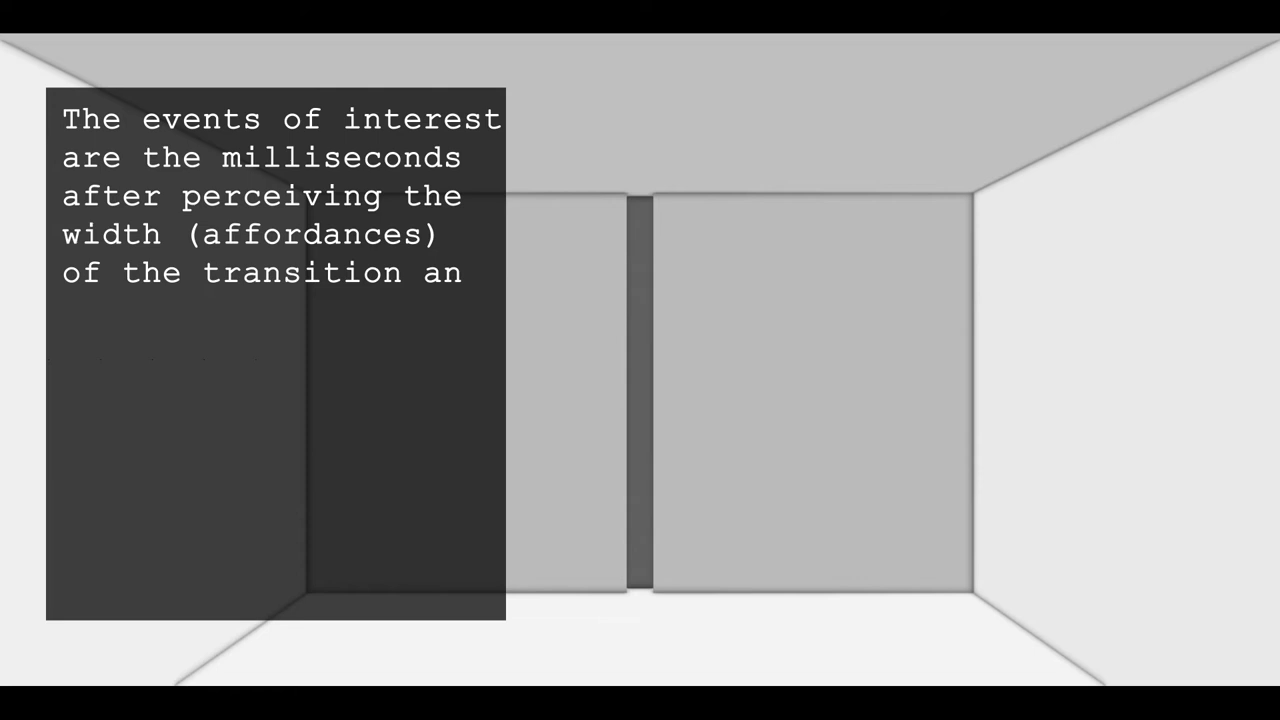 The events of interest
are the milliseconds
after perceiving the
width (affordances)
of the transition an